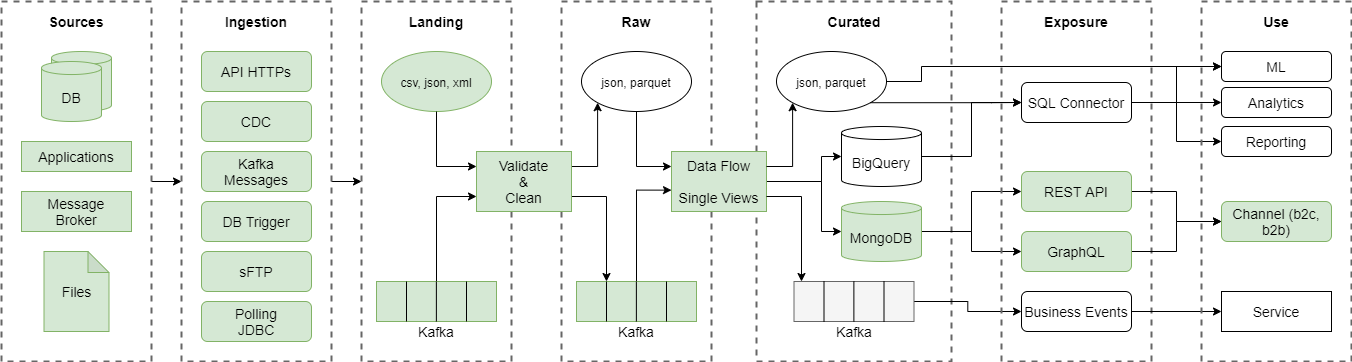 Sources
DB
Applications
Message
Broker
Files
Ingestion
API HTTPs
CDC
Kafka
Messages
DB Trigger
sFTP
Polling
JDBC
Landing
csv, json, xml
Validate
&
Clean
Kafka
Raw
json, parquet
Data Flow
Single Views
Kafka
Curated
json, parquet
BigQuery
MongoDB
Kafka
Exposure
SQL Connector
REST API
GraphQL
Business Events
Use
ML
Analytics
Reporting
Channel (b2c,
b2b)
Service